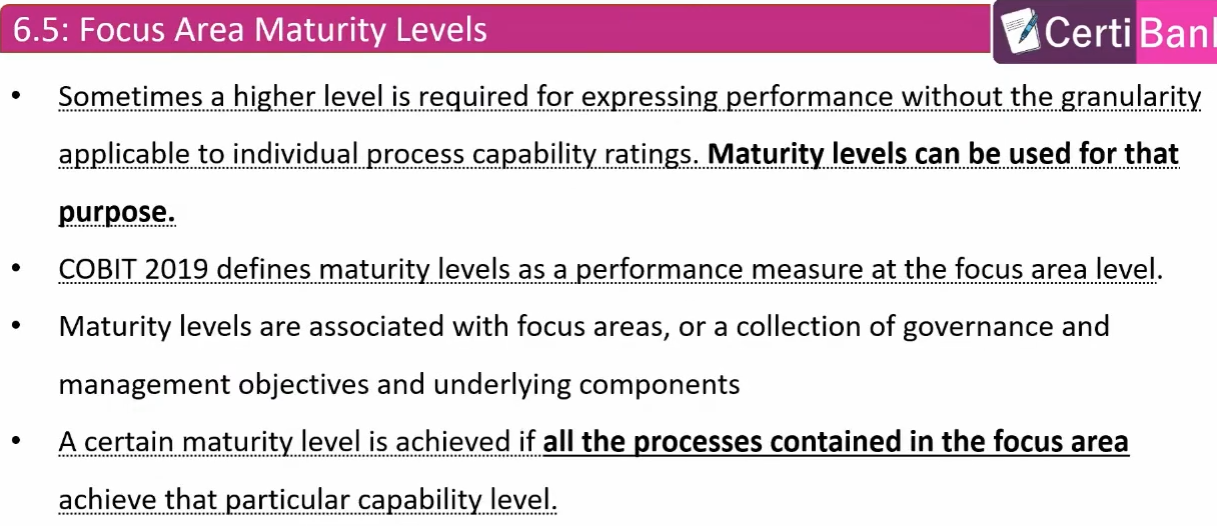 6.5: Focus Area Maturity Levels
Certi Bank
• Sometimes a higher level is required for expressing performance without the granularity
applicable to individual process capability ratings. Maturity levels can be used for that
purpose.
• COBIT 2019 defines maturity levels as a performance measure at the focus area level.
• Maturity levels are associated with focus areas, or a collection of governance and
management objectives and underlying components
• A certain maturity level is achieved if all the processes contained in the focus area
achieve that particular capability level.